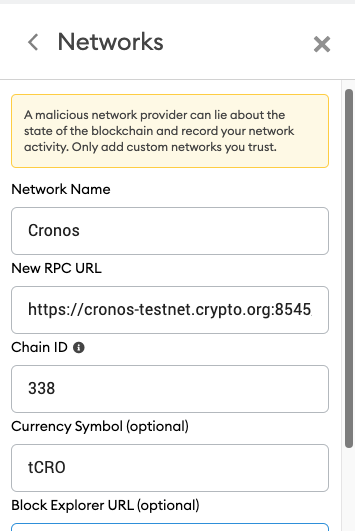 Networks
A malicious network provider can lie about the
state of the blockchain and record your network
activity. Only add custom networks you trust.
Network Name
Cronos
New RPC URL
https://cronos-testnet.crypto.org:8545
Chain ID
338
Currency Symbol (optional)
tCRO
Block Explorer URL (optional)